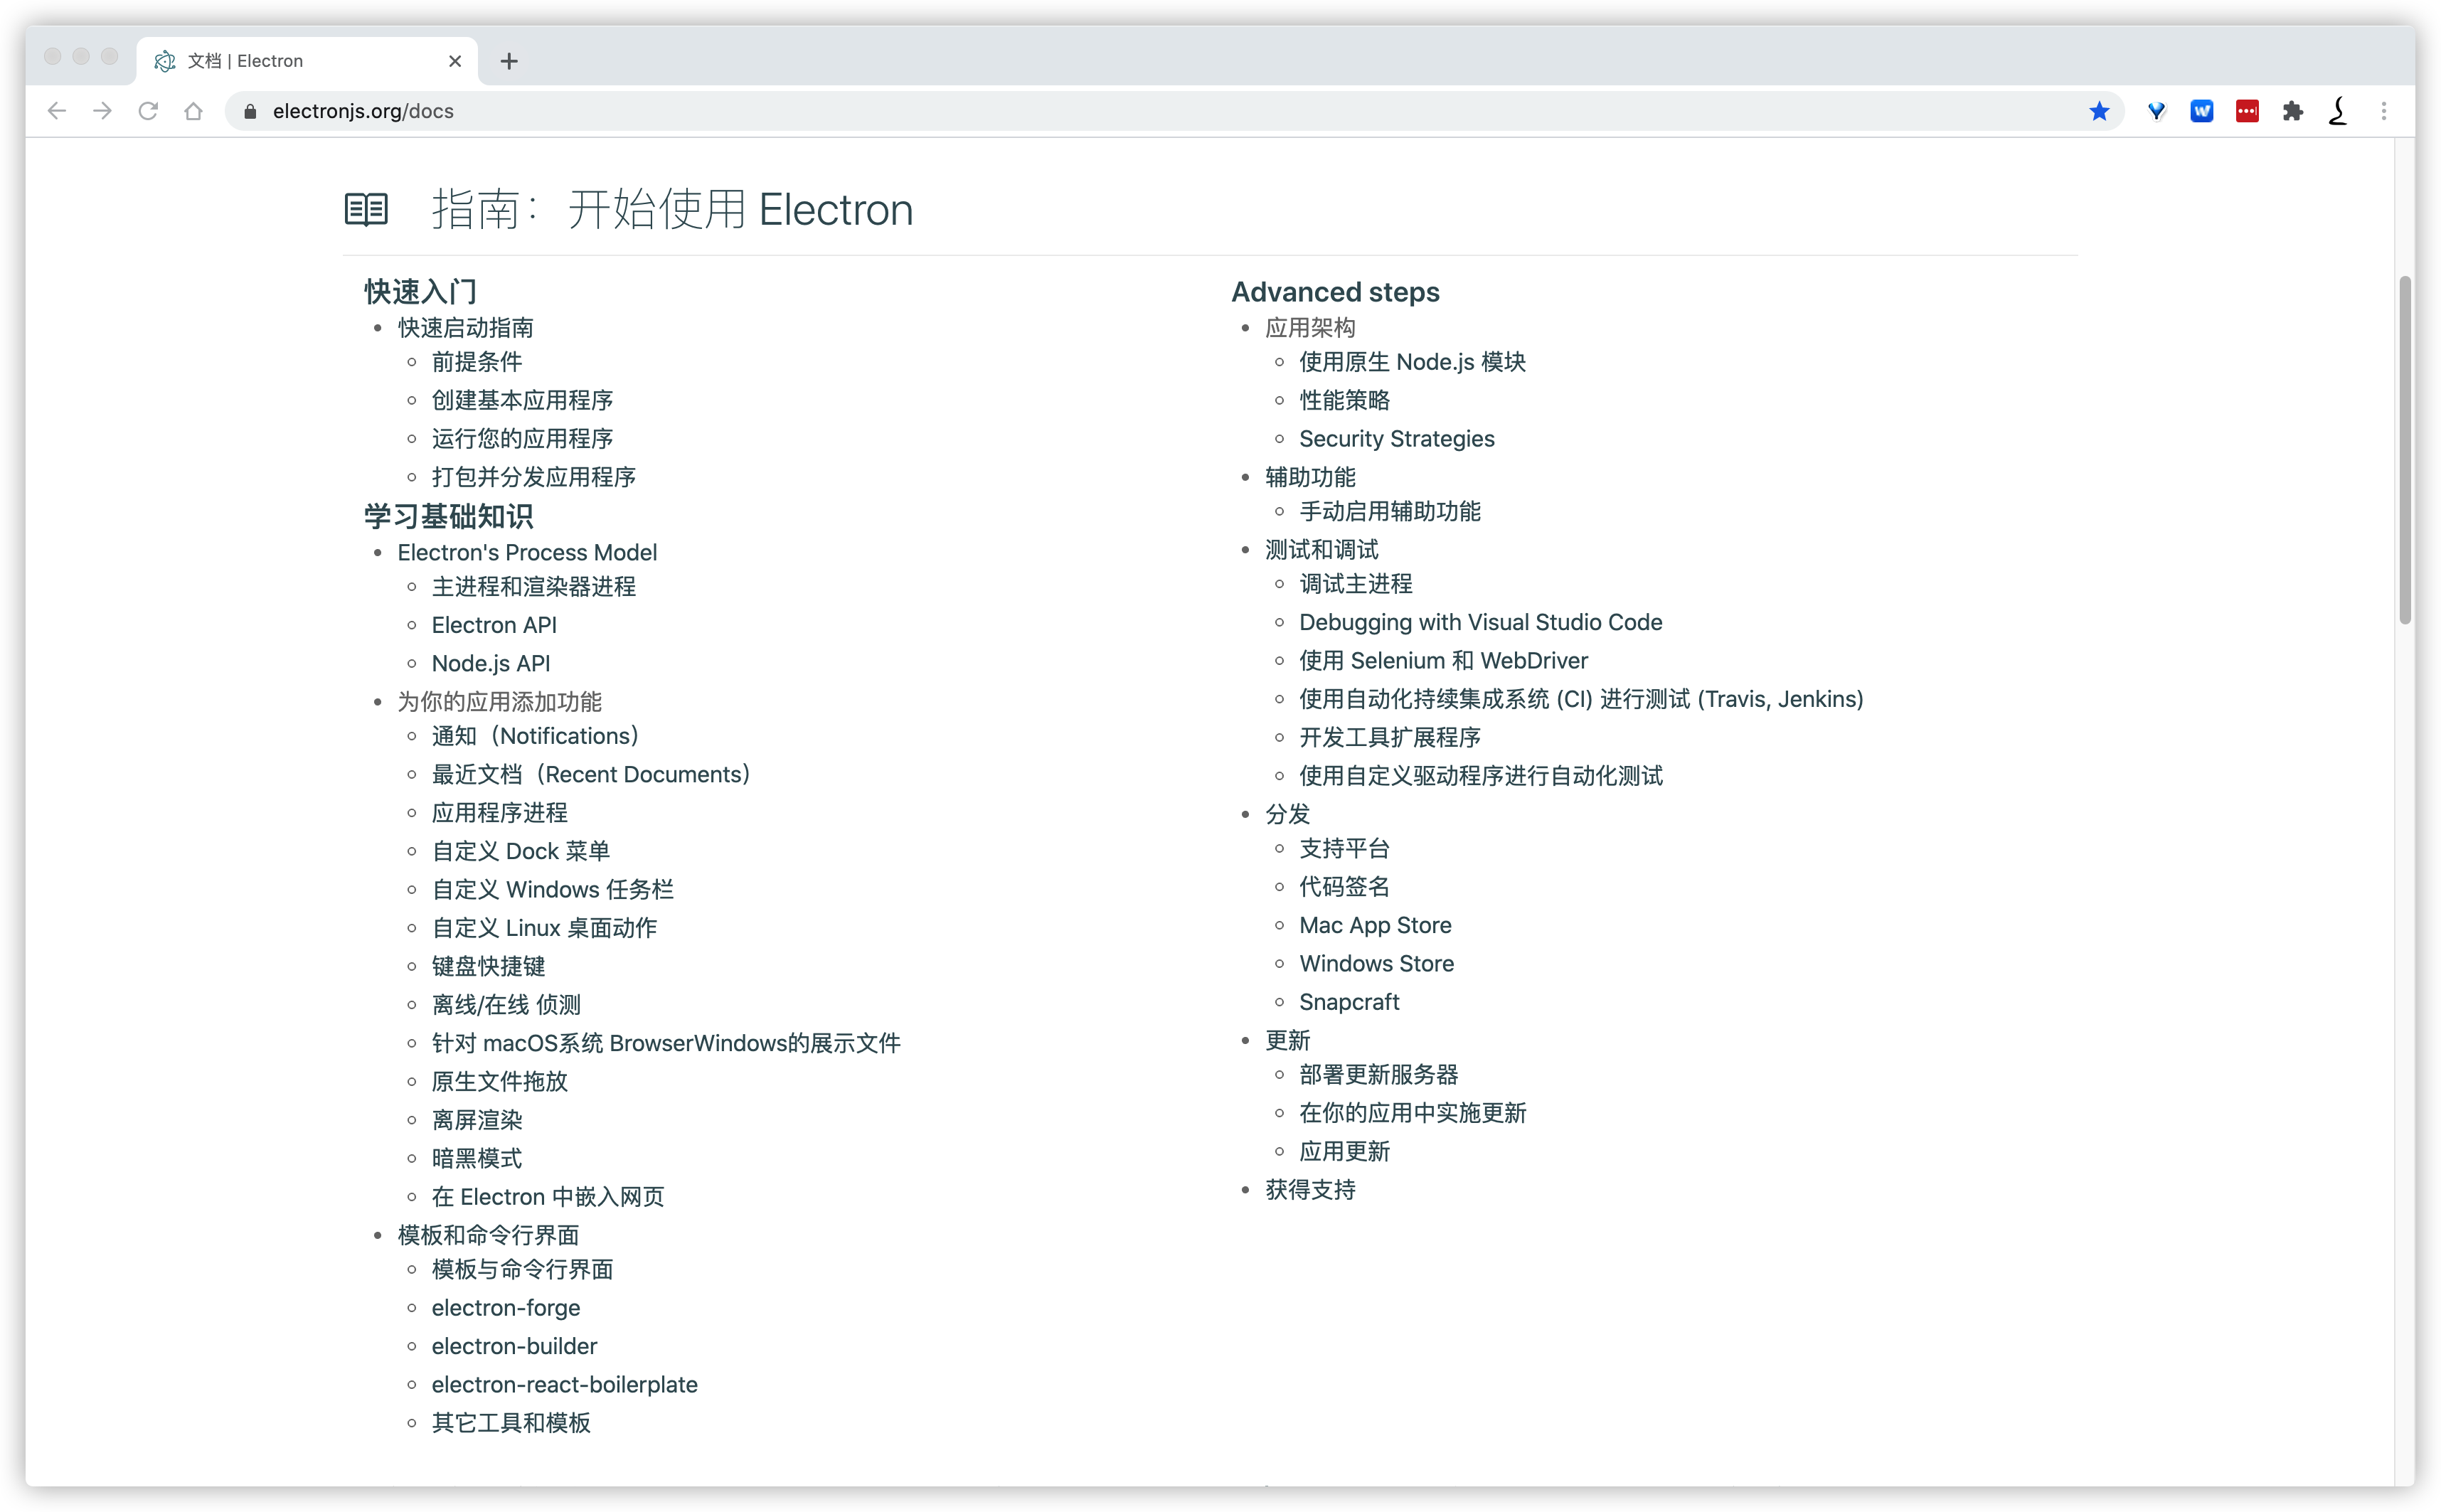 文档 | Electron
electronjs.org/docs
指南：开始使用 Electron
快速入门
快速启动指南
前提条件
创建基本应用程序
运行您的应用程序
打包并分发应用程序
学习基础知识
Electron's Process Model
主进程和渲染器进程
Electron API
Node.js API
为你的应用添加功能
通知（Notifications）
最近文档（Recent Documents）
应用程序进程
自定义 Dock 菜单
自定义 Windows 任务栏
自定义 Linux 桌面动作
键盘快捷键
离线/在线 侦测
针对 macOS系统 BrowserWindows的展示文件
原生文件拖放
离屏渲染
暗黑模式
在 Electron 中嵌入网页
模板和命令行界面
模板与命令行界面
electron-forge
electron-builder
electron-react-boilerplate
其它工具和模板
Advanced steps
应用架构
使用原生 Node.js 模块
性能策略
Security Strategies
辅助功能
手动启用辅助功能
测试和调试
调试主进程
Debugging with Visual Studio Code
使用 Selenium 和 WebDriver
使用自动化持续集成系统 (CI) 进行测试 (Travis, Jenkins)
开发工具扩展程序
使用自定义驱动程序进行自动化测试
分发
支持平台
代码签名
Mac App Store
Windows Store
Snapcraft
更新
部署更新服务器
在你的应用中实施更新
应用更新
获得支持